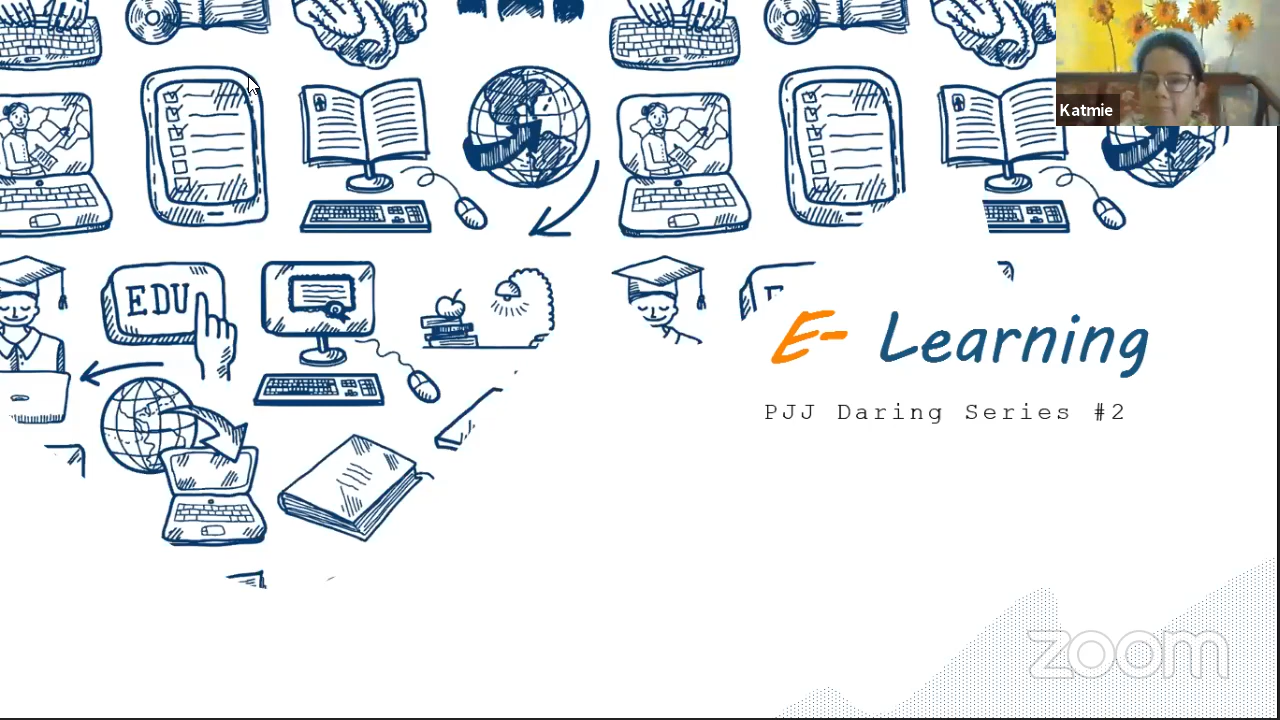 Katmie
EDU
E- Learning
PJJ Daring Series #2
zoom